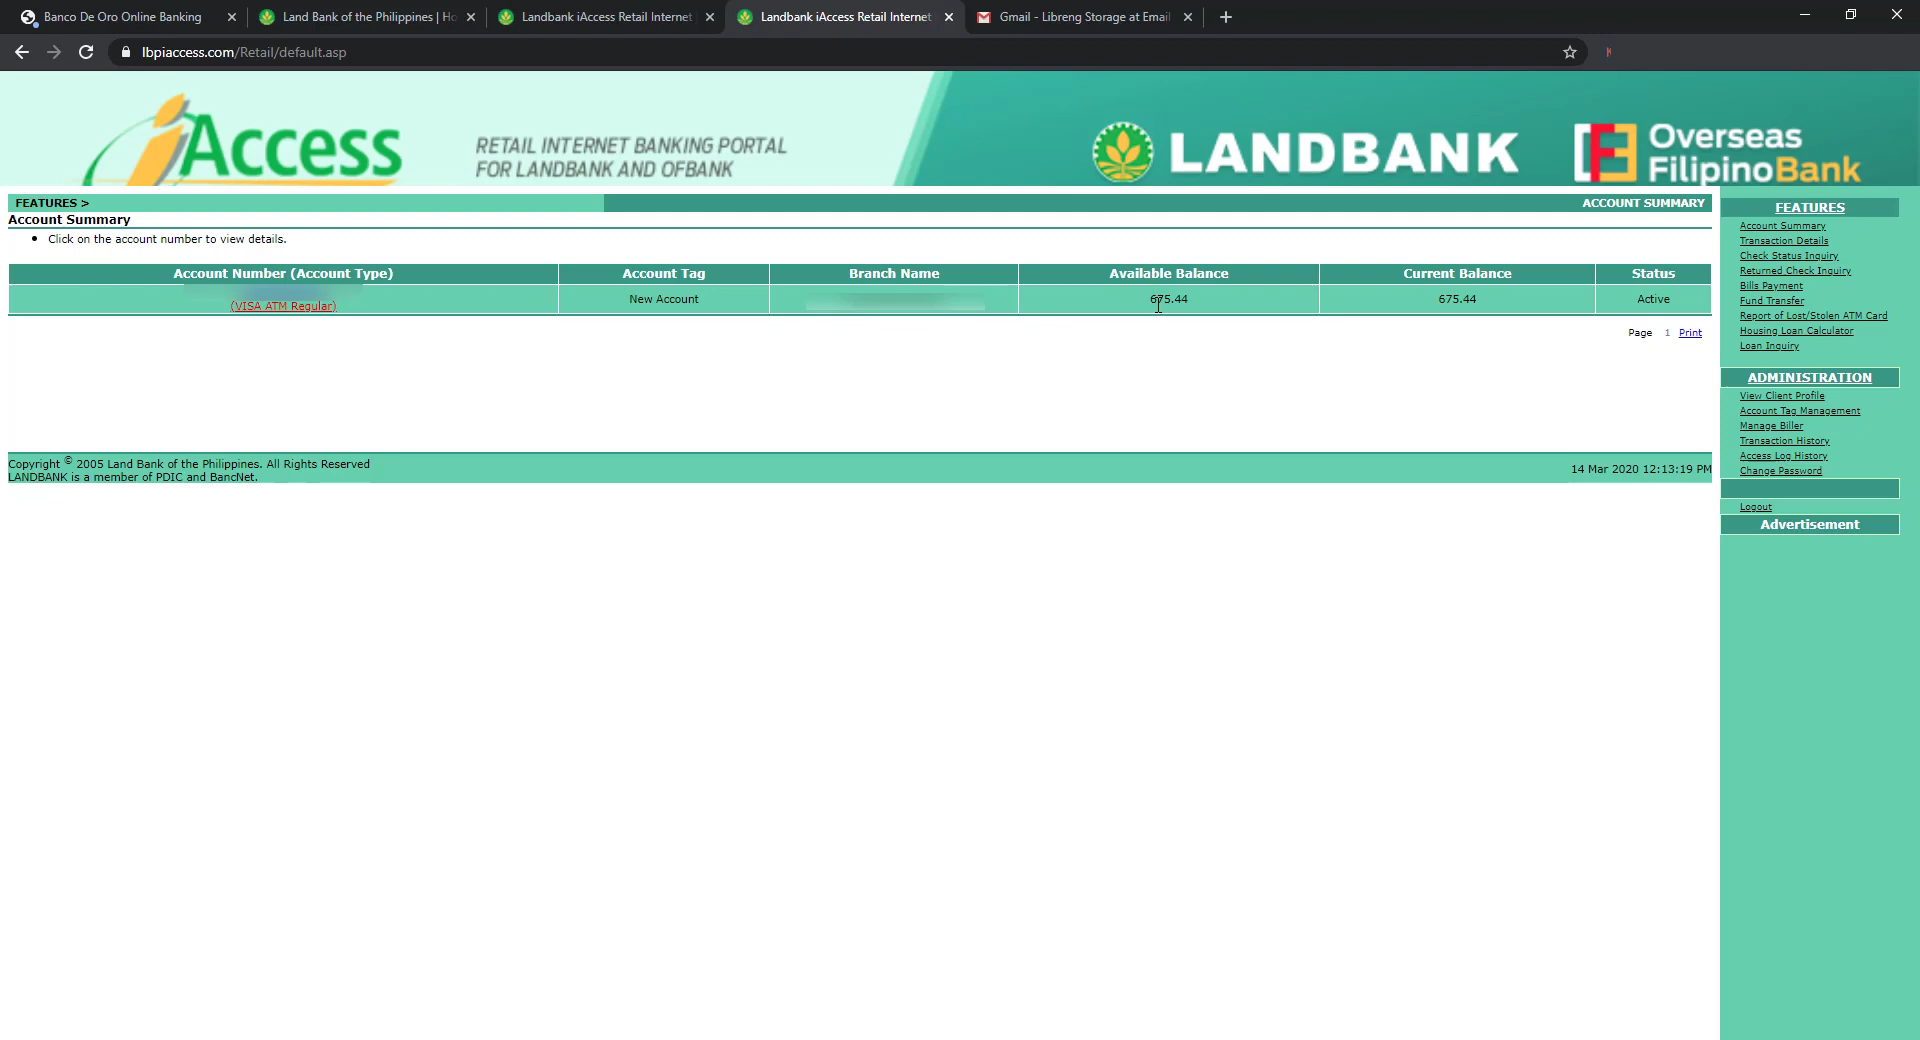 Banco De Oro Online Banking
Land Bank of the Philippines | Ho
Landbank iAccess Retail Internet
Landbank iAccess Retail Internet
Gmail - Libreng Storage at Email
lbpiaccess.com/Retail/default.asp
iAccess
RETAIL INTERNET BANKING PORTAL
FOR LANDBANK AND OFBANK
LANDBANK
Overseas
FilipinoBank
FEATURES >
ACCOUNT SUMMARY
Account Summary
• Click on the account number to view details.
Account Number (Account Type) Account Tag Branch Name Available Balance Current Balance Status
(VISA ATM Regular) New Account 675.44 675.44 Active
Page 1 Print
Copyright © 2005 Land Bank of the Philippines. All Rights Reserved
LANDBANK is a member of PDIC and BancNet.
14 Mar 2020 12:13:19 PM
FEATURES
Account Summary
Transaction Details
Check Status Inquiry
Returned Check Inquiry
Bills Payment
Fund Transfer
Report of Lost/Stolen ATM Card
Housing Loan Calculator
Loan Inquiry
ADMINISTRATION
View Client Profile
Account Tag Management
Manage Biller
Transaction History
Access Log History
Change Password
Logout
Advertisement